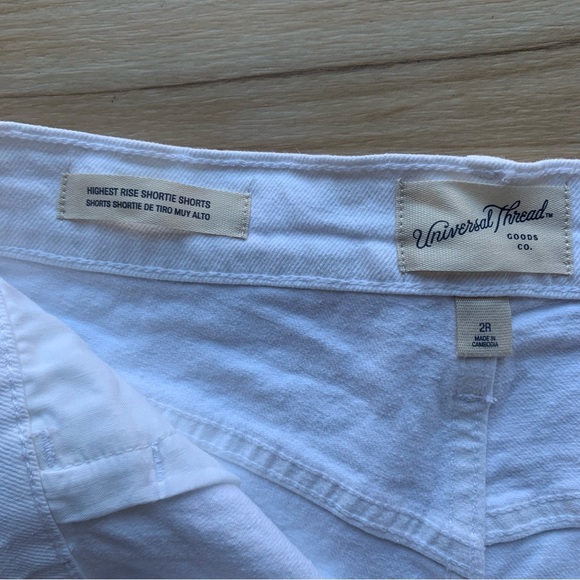 HIGHEST RISE SHORTIE SHORTS
SHORTS SHORTIE DE TIRO MUY ALTO
Universal Thread™
GOODS
CO.
2R
MADE IN
CAMBODIA